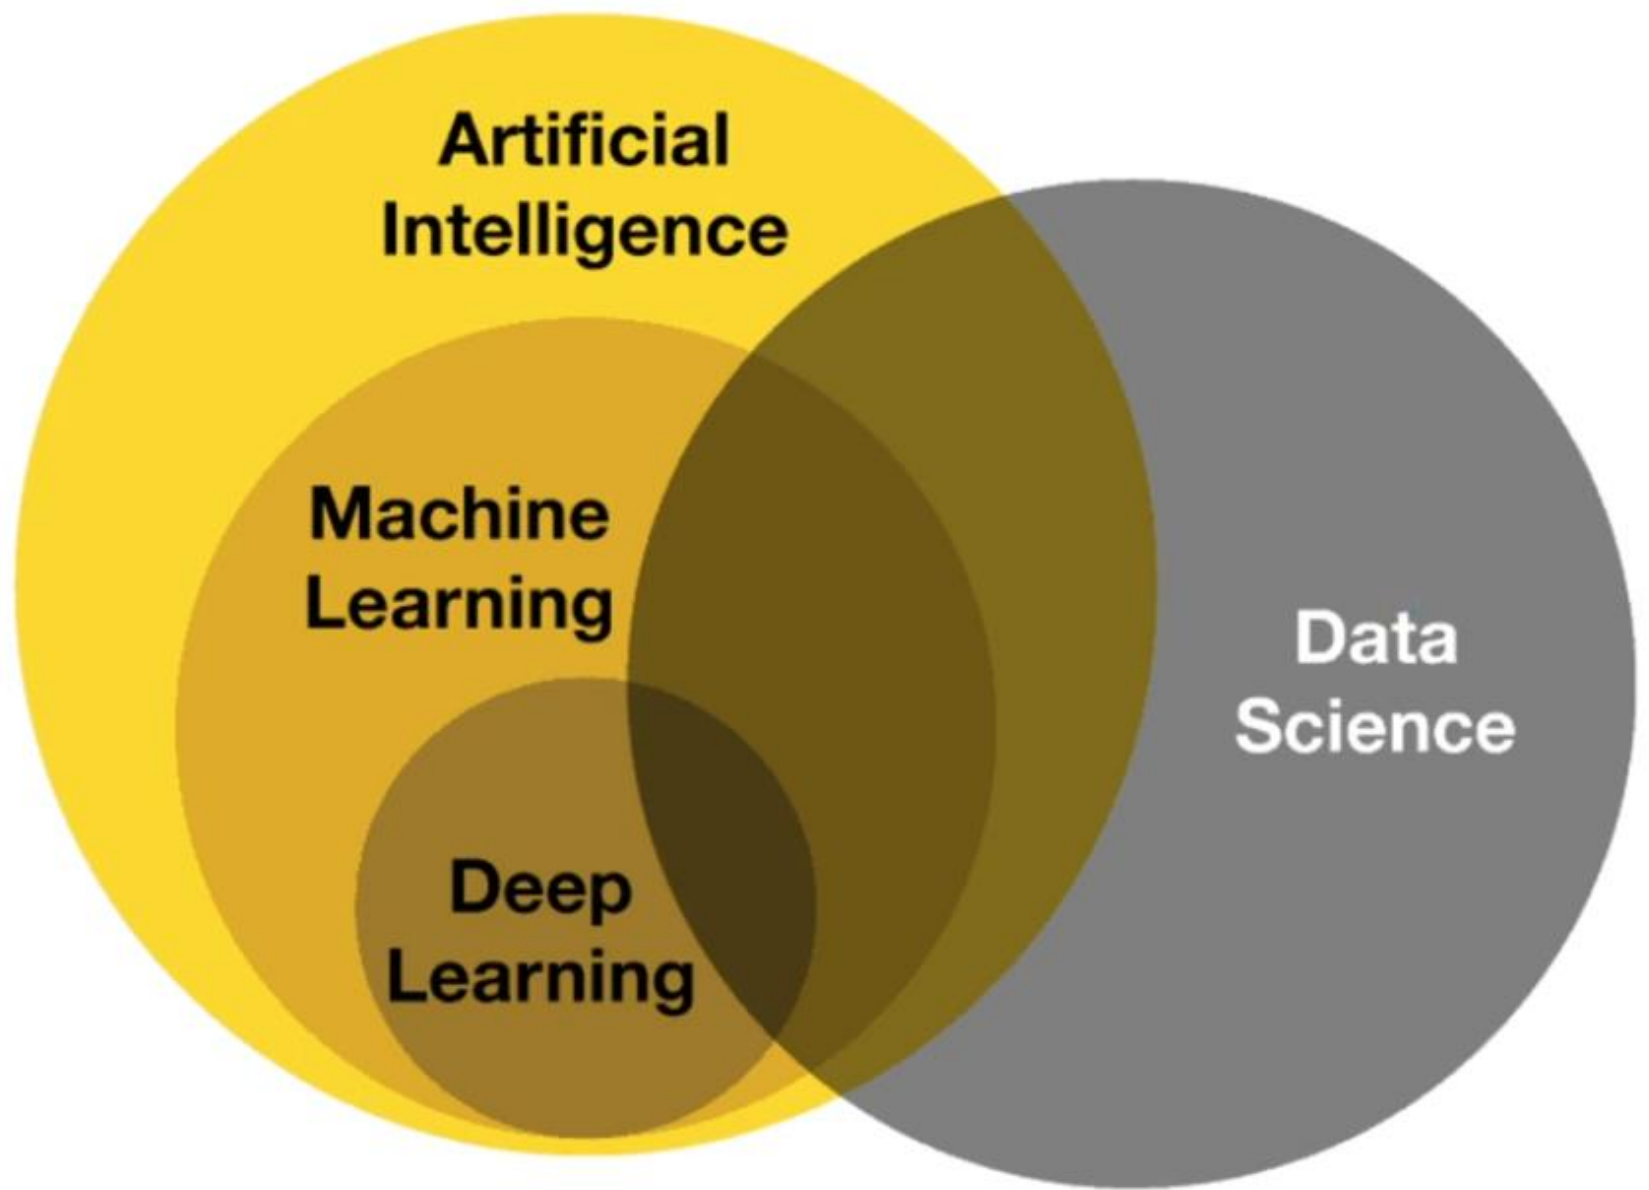 Artificial
Intelligence
Machine
Learning
Deep
Learning
Data
Science